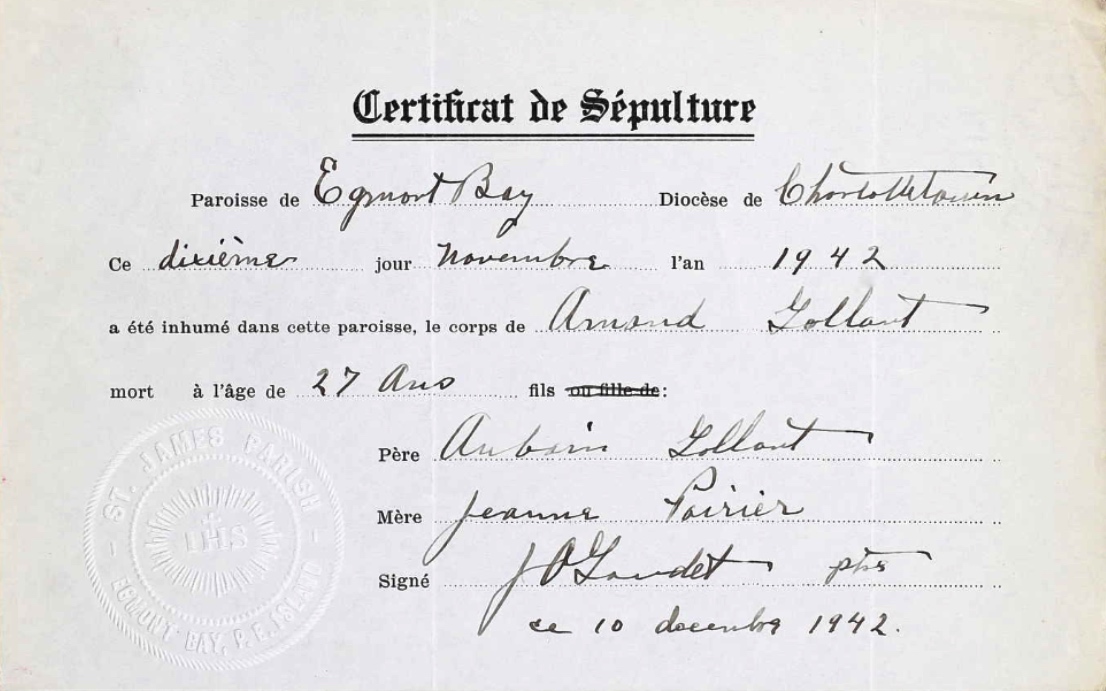 Certificat de Sépulture
Paroisse de Egmont Bay Diocèse de Charlottetown
Ce dixième jour novembre l'an 1942
a été inhumé dans cette paroisse, le corps de Amand Gallant
mort à l'âge de 27 Ans fils ou fille de:
Père Aubain Gallant
Mère Jeanne Poirier
Signé J O Gaudet ptre
ce 10 decembre 1942.
ST. JAMES PARISH
IHS
EGMONT BAY, P. E. ISLAND